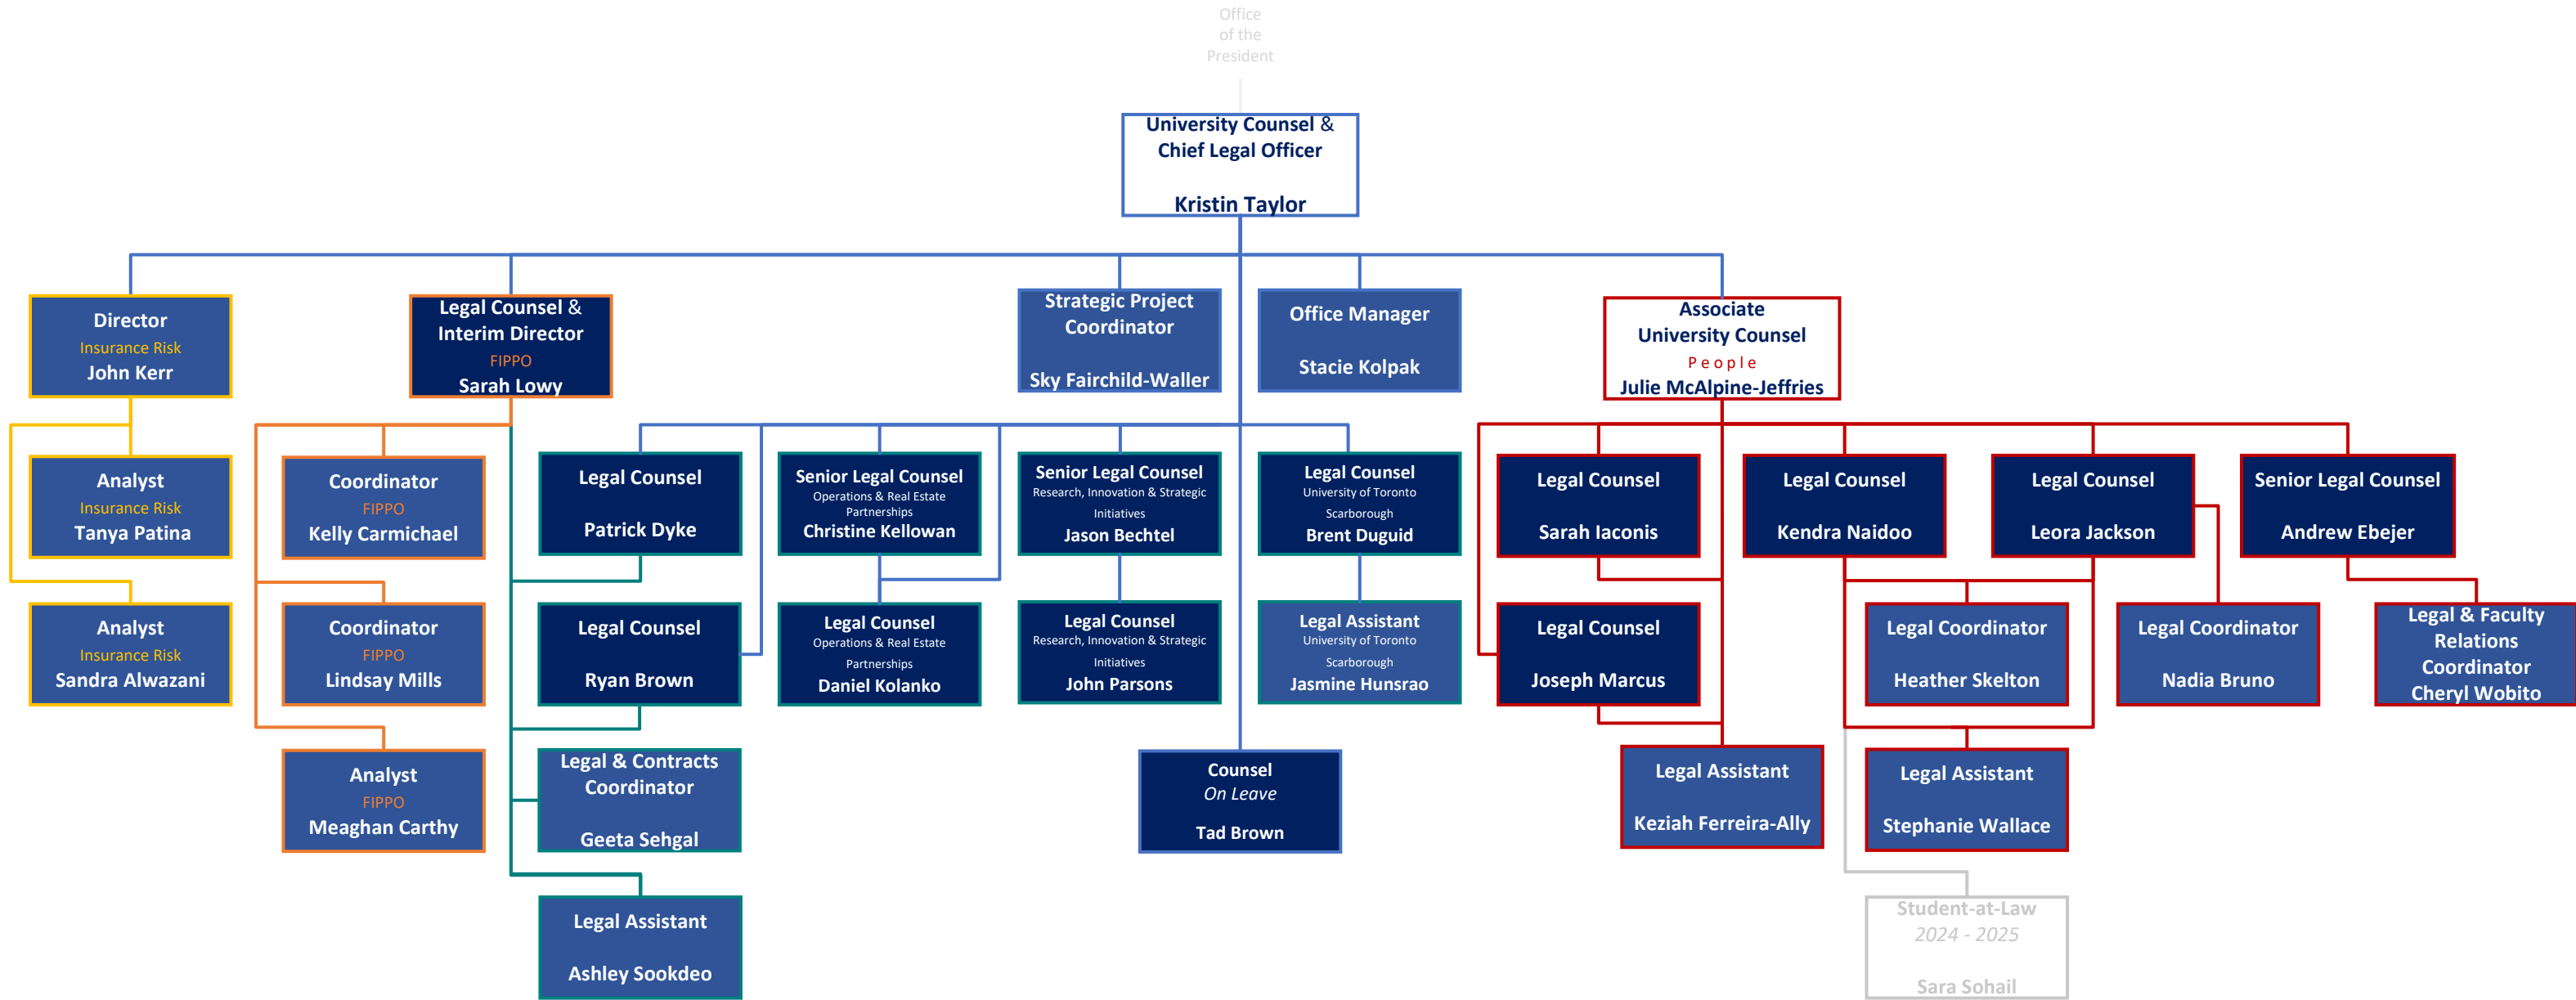 Office
of the
President
University Counsel &
Chief Legal Officer
Kristin Taylor
Director
Insurance Risk
John Kerr
Legal Counsel &
Interim Director
FIPPO
Sarah Lowy
Strategic Project
Coordinator
Sky Fairchild-Waller
Office Manager
Stacie Kolpak
Associate
University Counsel
People
Julie McAlpine-Jeffries
Analyst
Insurance Risk
Tanya Patina
Coordinator
FIPPO
Kelly Carmichael
Legal Counsel
Patrick Dyke
Senior Legal Counsel
Operations & Real Estate
Partnerships
Christine Kellowan
Senior Legal Counsel
Research, Innovation & Strategic
Initiatives
Jason Bechtel
Legal Counsel
University of Toronto
Scarborough
Brent Duguid
Legal Counsel
Sarah Iaconis
Legal Counsel
Kendra Naidoo
Legal Counsel
Leora Jackson
Senior Legal Counsel
Andrew Ebejer
Analyst
Insurance Risk
Sandra Alwazani
Coordinator
FIPPO
Lindsay Mills
Legal Counsel
Ryan Brown
Legal Counsel
Operations & Real Estate
Partnerships
Daniel Kolanko
Legal Counsel
Research, Innovation & Strategic
Initiatives
John Parsons
Legal Assistant
University of Toronto
Scarborough
Jasmine Hunsrao
Legal Counsel
Joseph Marcus
Legal Coordinator
Heather Skelton
Legal Coordinator
Nadia Bruno
Legal & Faculty
Relations
Coordinator
Cheryl Wobito
Analyst
FIPPO
Meaghan Carthy
Legal & Contracts
Coordinator
Geeta Sehgal
Counsel
On Leave
Tad Brown
Legal Assistant
Keziah Ferreira-Ally
Legal Assistant
Stephanie Wallace
Legal Assistant
Ashley Sookdeo
Student-at-Law
2024 - 2025
Sara Sohail